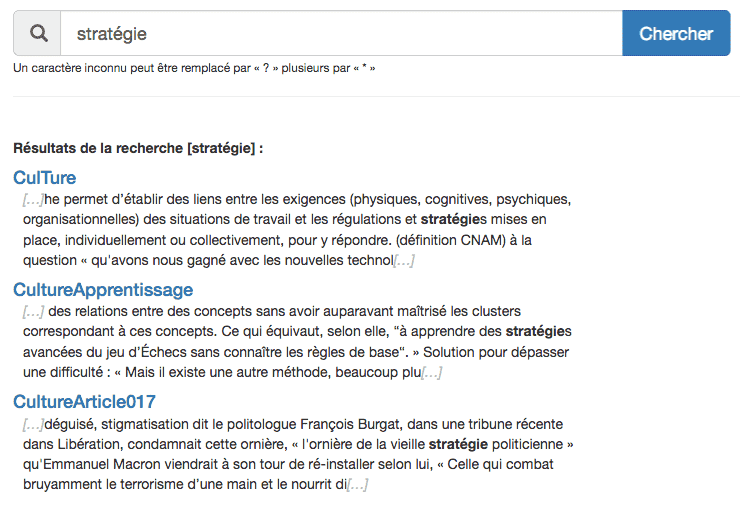 stratégie
Chercher
Un caractère inconnu peut être remplacé par « ? » plusieurs par « * »
Résultats de la recherche [stratégie] :
CulTure
[…]he permet d’établir des liens entre les exigences (physiques, cognitives, psychiques,
organisationnelles) des situations de travail et les régulations et stratégies mises en
place, individuellement ou collectivement, pour y répondre. (définition CNAM) à la
question « qu'avons nous gagné avec les nouvelles technol[…]
CultureApprentissage
[…] des relations entre des concepts sans avoir auparavant maîtrisé les clusters
correspondant à ces concepts. Ce qui équivaut, selon elle, “à apprendre des stratégies
avancées du jeu d’Échecs sans connaître les règles de base“. » Solution pour dépasser
une difficulté : « Mais il existe une autre méthode, beaucoup plu[…]
CultureArticle017
[…]déguisé, stigmatisation dit le politologue François Burgat, dans une tribune récente
dans Libération, condamnait cette ornière, « l'ornière de la vieille stratégie politicienne »
qu'Emmanuel Macron viendrait à son tour de ré-installer selon lui, « Celle qui combat
bruyamment le terrorisme d’une main et le nourrit di[…]